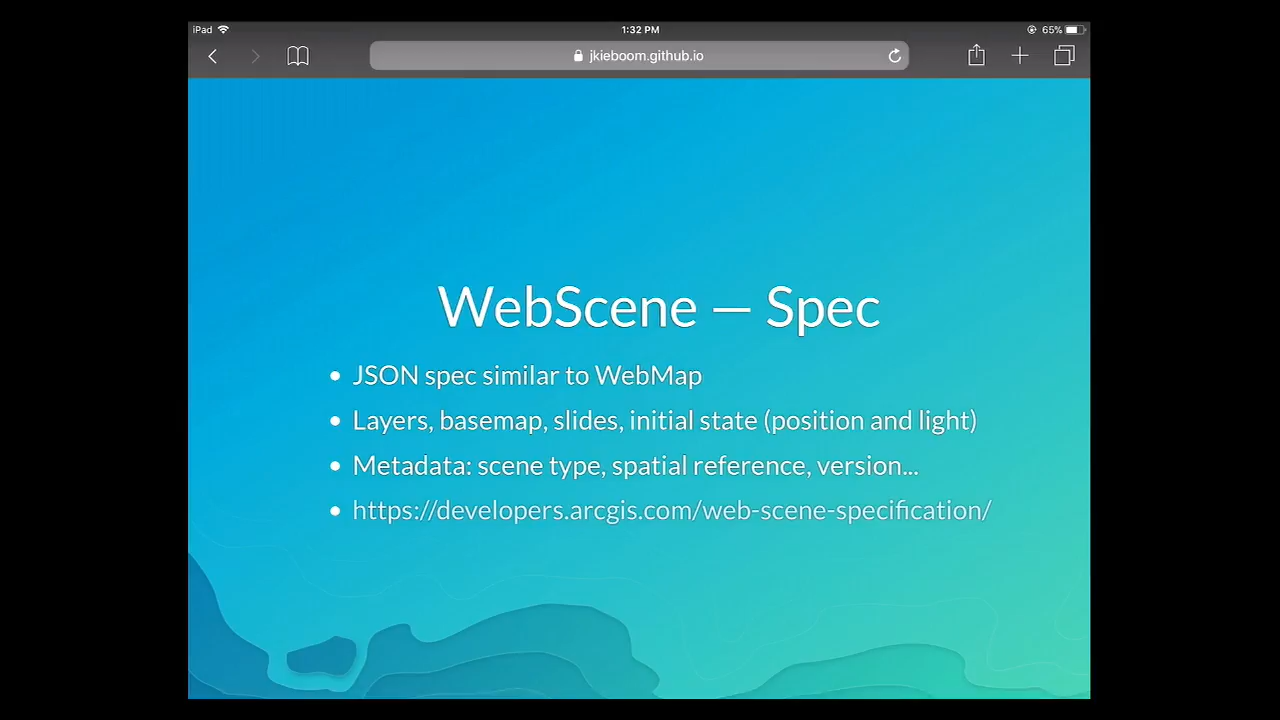 iPad 1:32 PM 65%
jkieboom.github.io
WebScene — Spec
• JSON spec similar to WebMap
• Layers, basemap, slides, initial state (position and light)
• Metadata: scene type, spatial reference, version...
• https://developers.arcgis.com/web-scene-specification/